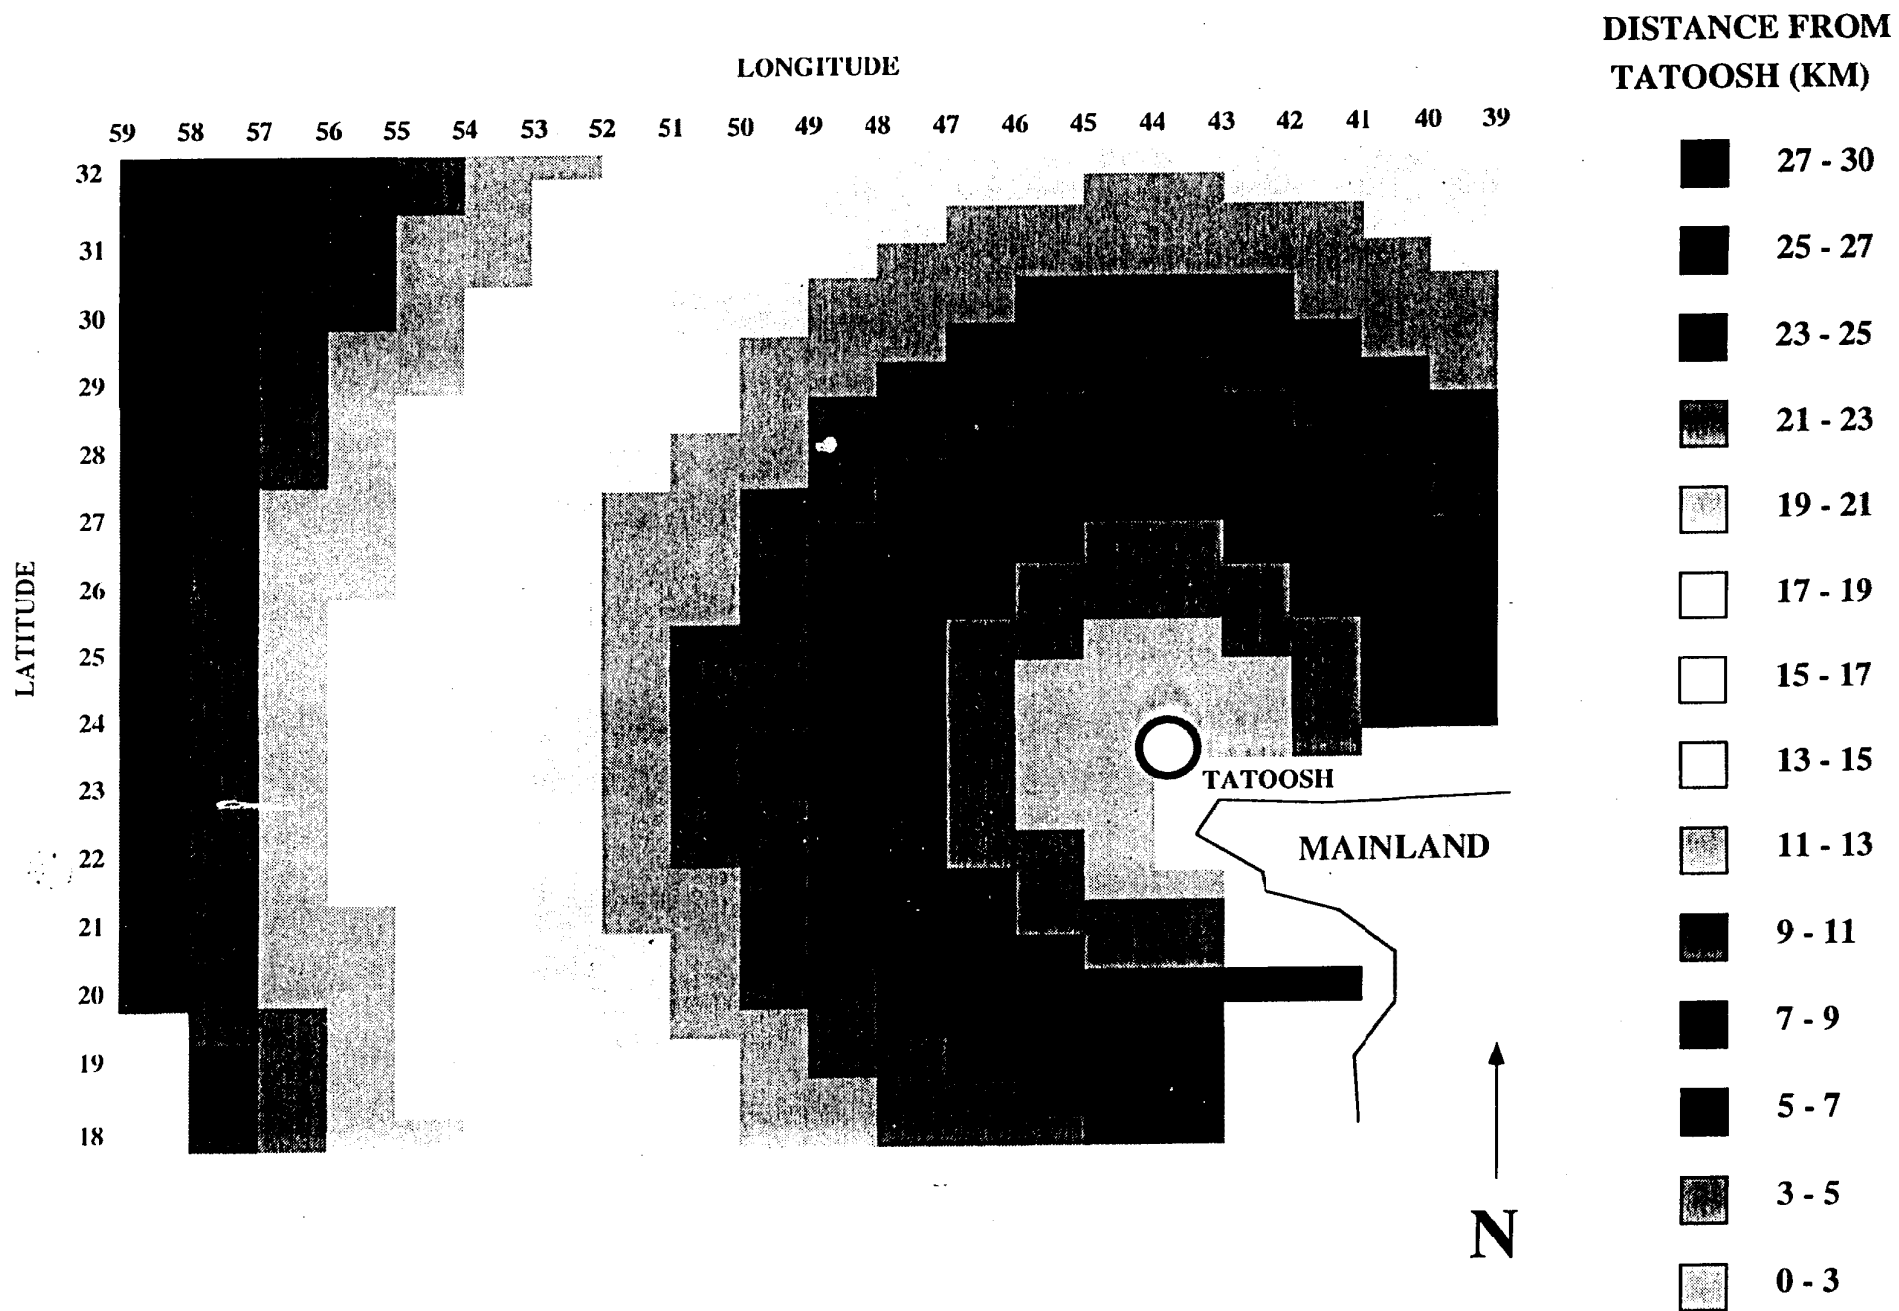 DISTANCE FROM
TATOOSH (KM)
LONGITUDE
59 58 57 56 55 54 53 52 51 50 49 48 47 46 45 44 43 42 41 40 39
32
31
30
29
28
27
26
25
24
23
22
21
20
19
18
LATITUDE
TATOOSH
MAINLAND
N
27 - 30
25 - 27
23 - 25
21 - 23
19 - 21
17 - 19
15 - 17
13 - 15
11 - 13
9 - 11
7 - 9
5 - 7
3 - 5
0 - 3